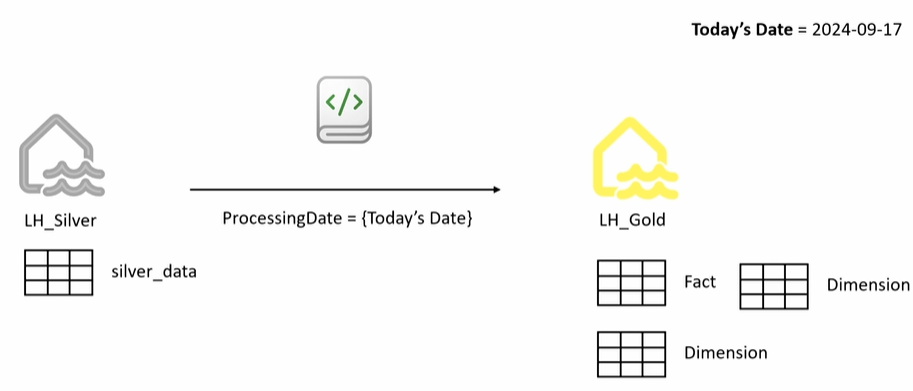 Today's Date = 2024-09-17
</>
LH_Silver
ProcessingDate = {Today's Date}
LH_Gold
silver_data
Fact
Dimension
Dimension